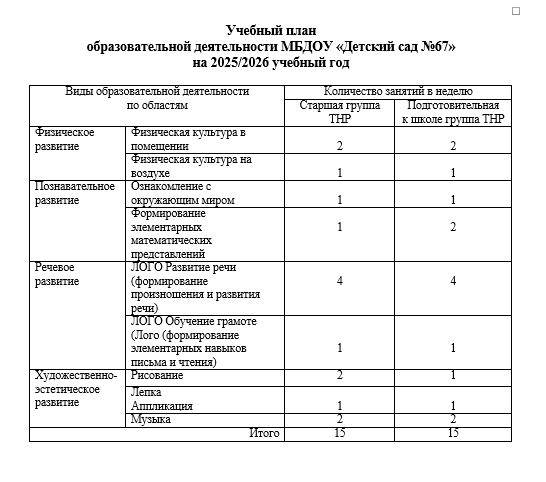 Учебный план
образовательной деятельности МБДОУ «Детский сад №67»
на 2025/2026 учебный год
Виды образовательной деятельности
по областям
Количество занятий в неделю
Старшая группа
ТНР
Подготовительная
к школе группа ТНР
Физическое
развитие
Физическая культура в
помещении
2
2
Физическая культура на
воздухе
1
1
Познавательное
развитие
Ознакомление с
окружающим миром
1
1
Формирование
элементарных
математических
представлений
1
2
Речевое
развитие
ЛОГО Развитие речи
(формирование
произношения и развития
речи)
4
4
ЛОГО Обучение грамоте
(Лого (формирование
элементарных навыков
письма и чтения)
1
1
Художественно-
эстетическое
развитие
Рисование
2
1
Лепка
Аппликация
1
1
Музыка
2
2
Итого
15
15